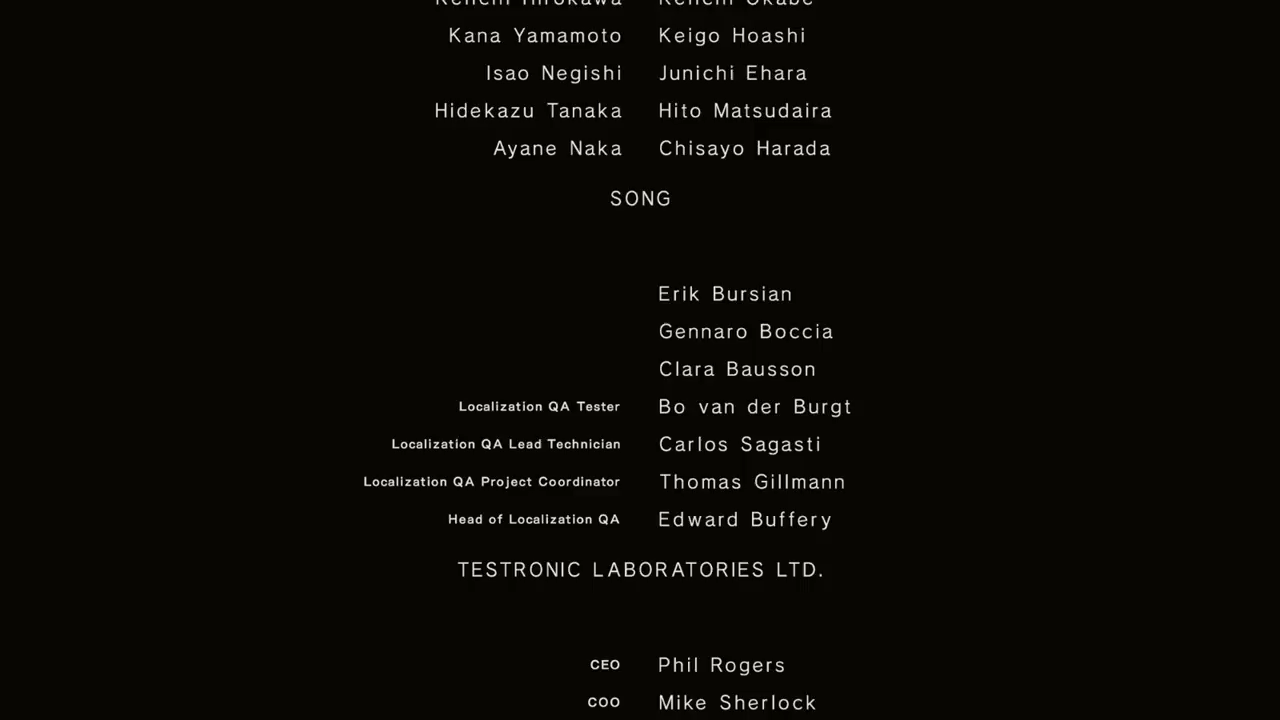 Kana Yamamoto Keigo Hoashi
Isao Negishi Junichi Ehara
Hidekazu Tanaka Hito Matsudaira
Ayane Naka Chisayo Harada
SONG
Erik Bursian
Gennaro Boccia
Clara Bausson
Localization QA Tester Bo van der Burgt
Localization QA Lead Technician Carlos Sagasti
Localization QA Project Coordinator Thomas Gillmann
Head of Localization QA Edward Buffery
TESTRONIC LABORATORIES LTD.
CEO Phil Rogers
COO Mike Sherlock